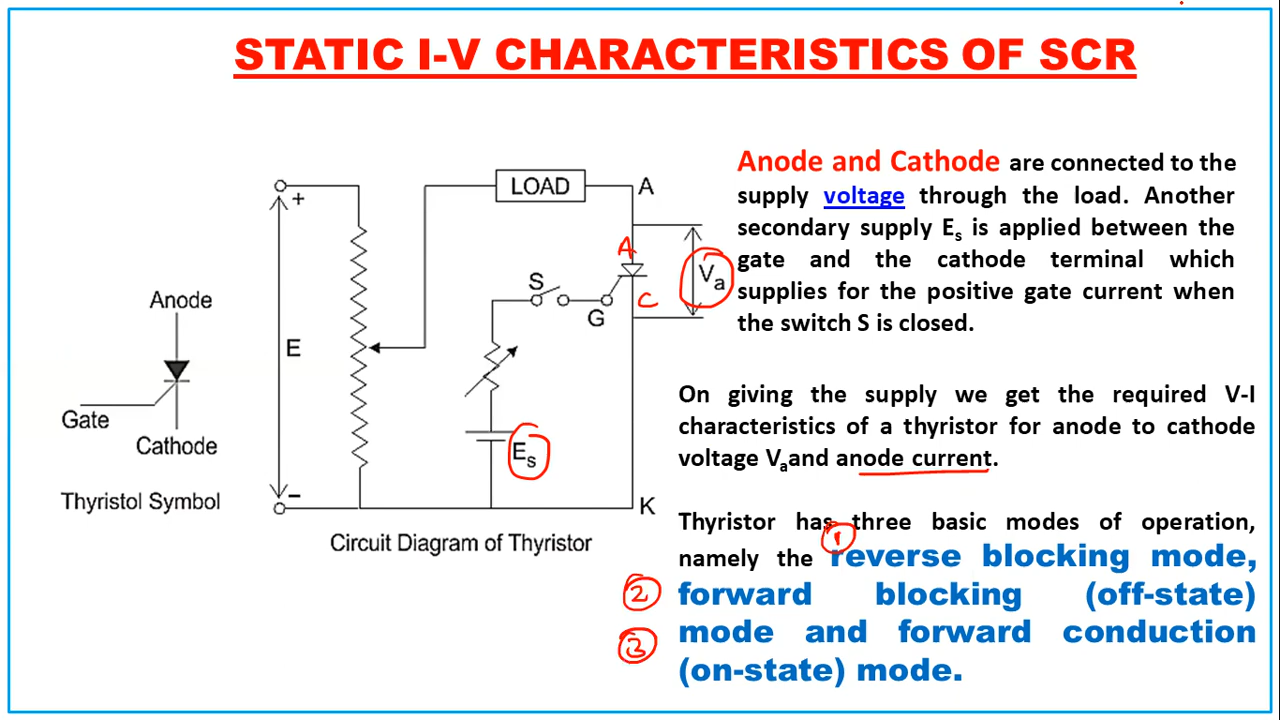 STATIC I-V CHARACTERISTICS OF SCR
Anode
Gate
Cathode
Thyristol Symbol
+
E
−
LOAD
A
A
S
G
C
Va
Es
K
Circuit Diagram of Thyristor
Anode and Cathode are connected to the
supply voltage through the load. Another
secondary supply Es is applied between the
gate and the cathode terminal which
supplies for the positive gate current when
the switch S is closed.
On giving the supply we get the required V-I
characteristics of a thyristor for anode to cathode
voltage Vaand anode current.
Thyristor has three basic modes of operation,
1
namely the reverse blocking mode,
2 forward blocking (off-state)
3 mode and forward conduction
(on-state) mode.